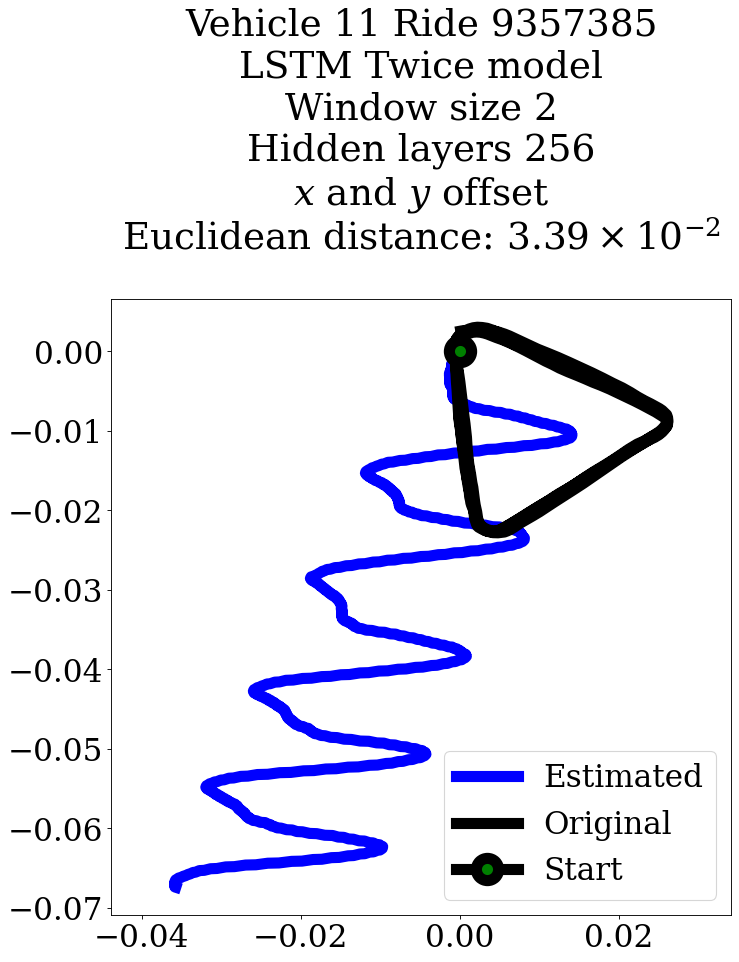 Vehicle 11 Ride 9357385
LSTM Twice model
Window size 2
Hidden layers 256
x and y offset
Euclidean distance: 3.39 × 10⁻²
0.00
−0.01
−0.02
−0.03
−0.04
−0.05
−0.06
−0.07
Estimated
Original
Start
−0.04 −0.02 0.00 0.02